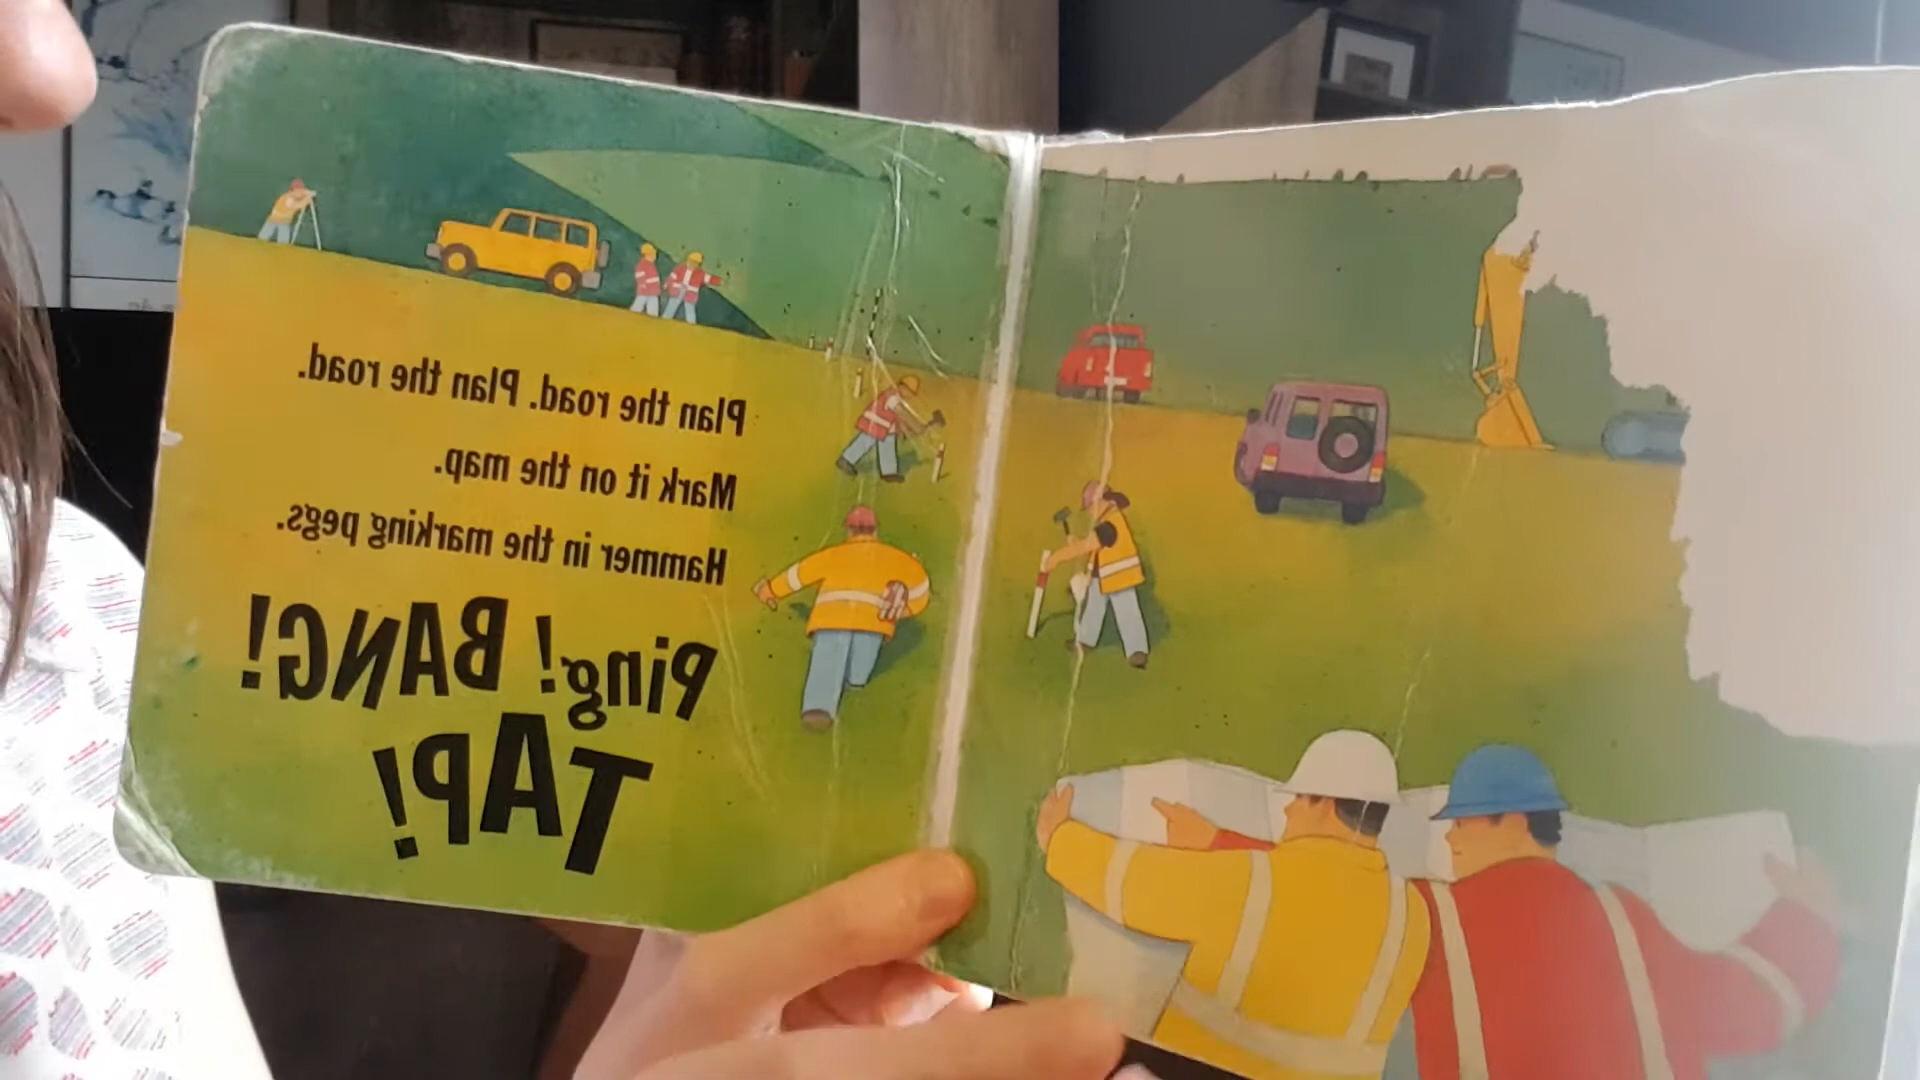 Plan the road. Plan the road.
Mark it on the map.
Hammer in the marking pegs.
Ping! BANG!
TAP!